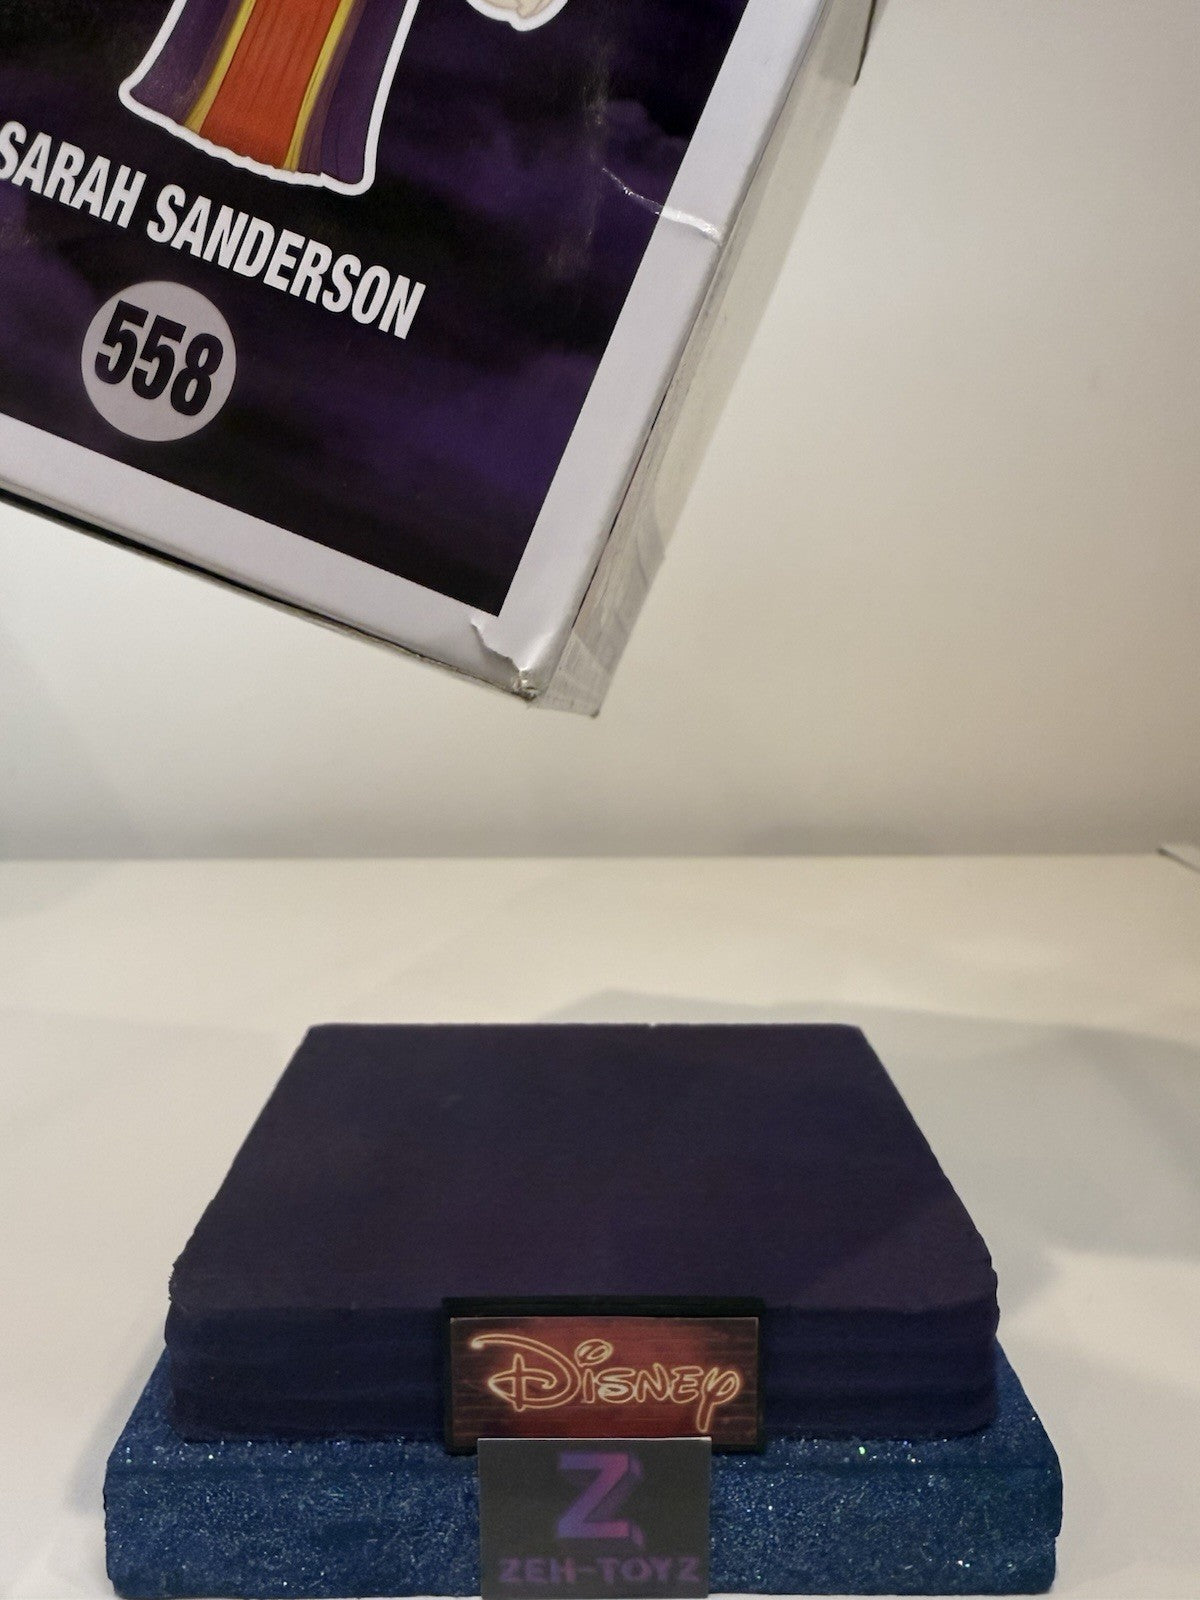 SARAH SANDERSON
558
Disney
Z
ZEH-TOYZ